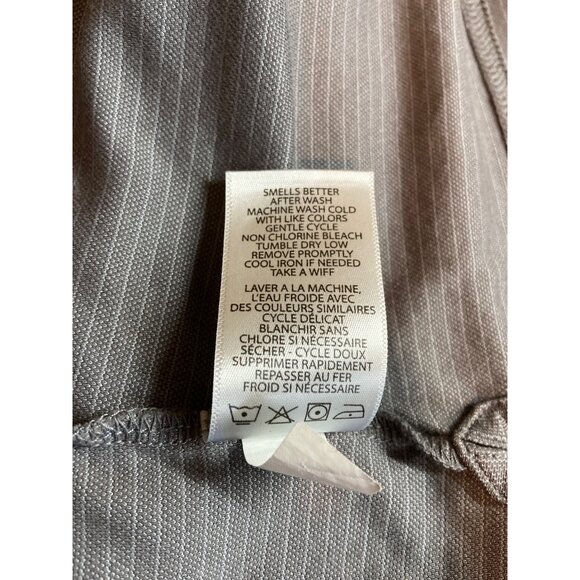 SMELLS BETTER
AFTER WASH
MACHINE WASH COLD
WITH LIKE COLORS
GENTLE CYCLE
NON CHLORINE BLEACH
TUMBLE DRY LOW
REMOVE PROMPTLY
COOL IRON IF NEEDED
TAKE A WIFF
LAVER A LA MACHINE,
L'EAU FROIDE AVEC
DES COULEURS SIMILAIRES
CYCLE DÉLICAT
BLANCHIR SANS
CHLORE SI NÉCESSAIRE
SÉCHER - CYCLE DOUX
SUPPRIMER RAPIDEMENT
REPASSER AU FER
FROID SI NÉCESSAIRE